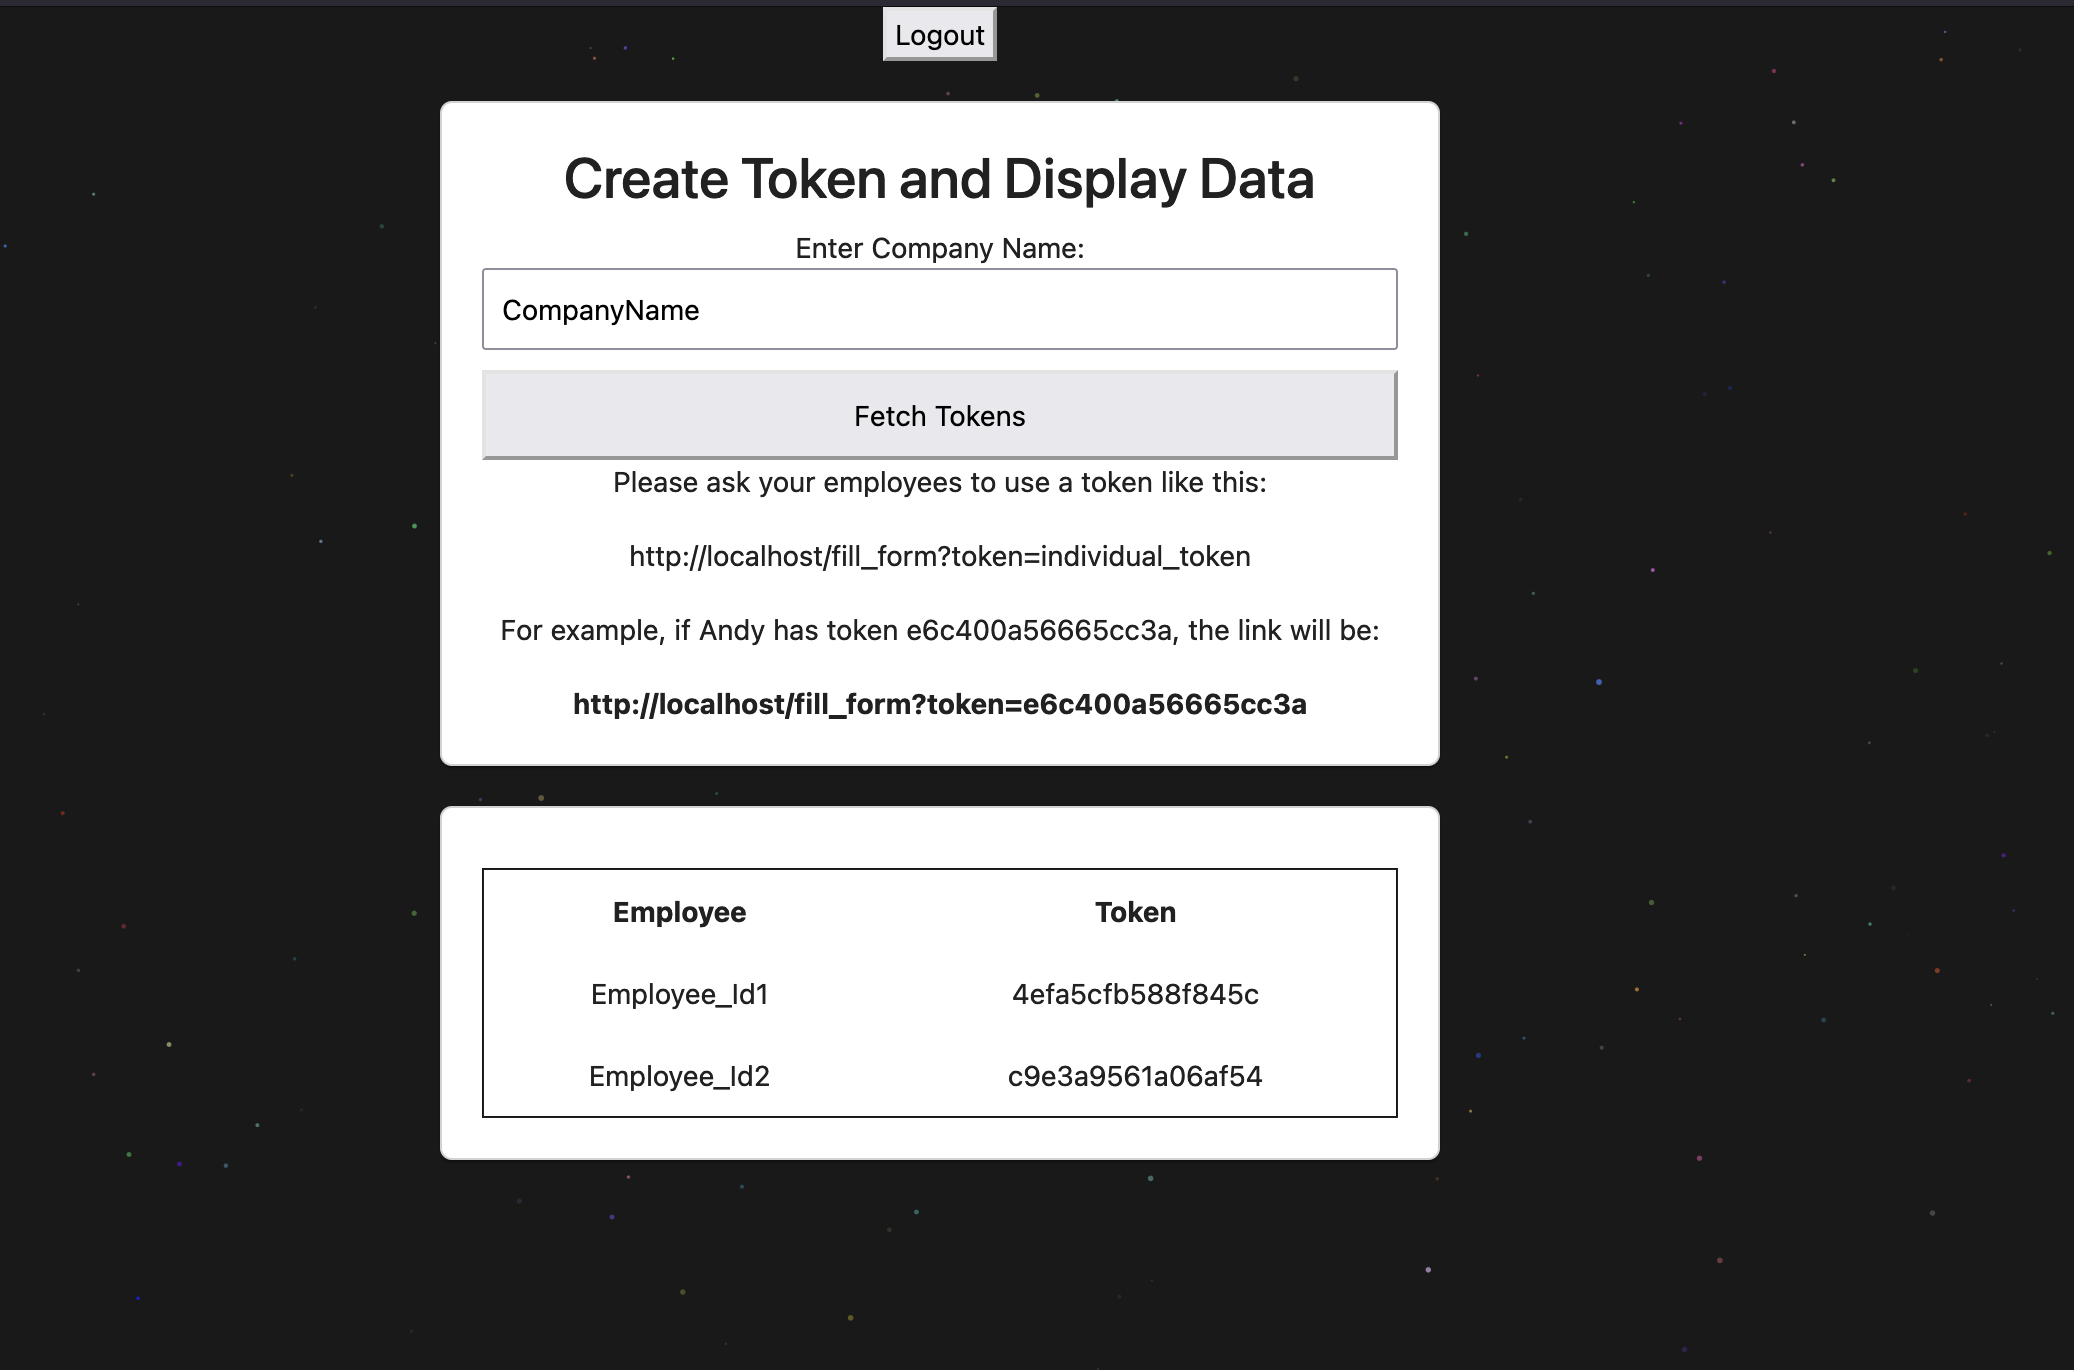 Logout
Create Token and Display Data
Enter Company Name:
CompanyName
Fetch Tokens
Please ask your employees to use a token like this:
http://localhost/fill_form?token=individual_token
For example, if Andy has token e6c400a56665cc3a, the link will be:
http://localhost/fill_form?token=e6c400a56665cc3a
Employee Token
Employee_Id1 4efa5cfb588f845c
Employee_Id2 c9e3a9561a06af54